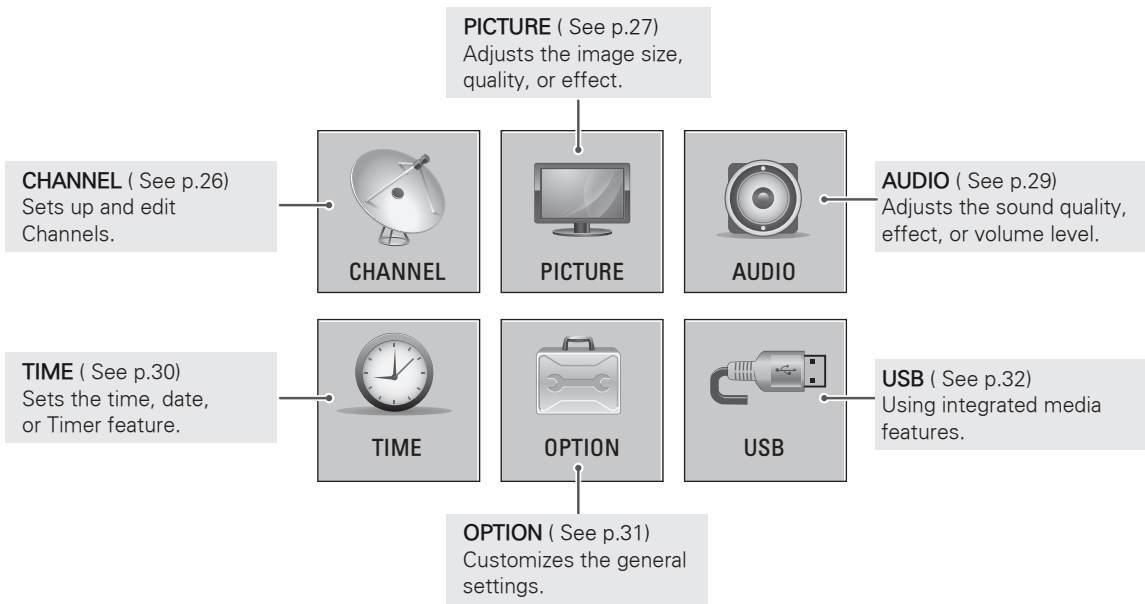 PICTURE ( See p.27)
Adjusts the image size,
quality, or effect.
CHANNEL ( See p.26)
Sets up and edit
Channels.
CHANNEL
PICTURE
AUDIO
AUDIO ( See p.29)
Adjusts the sound quality,
effect, or volume level.
TIME ( See p.30)
Sets the time, date,
or Timer feature.
TIME
OPTION
USB
USB ( See p.32)
Using integrated media
features.
OPTION ( See p.31)
Customizes the general
settings.